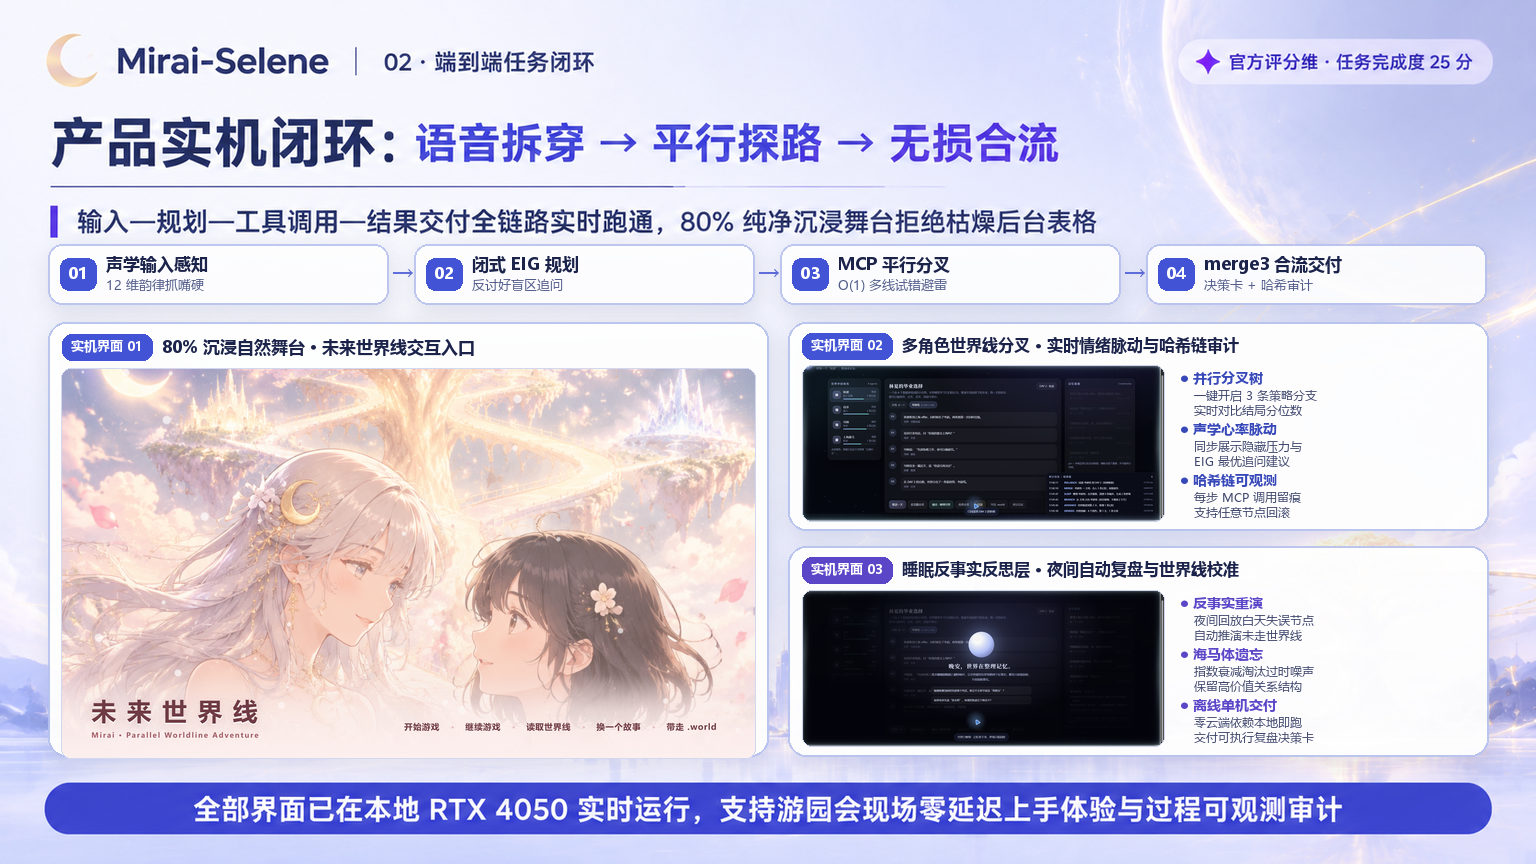 Mirai-Selene
02 · 端到端任务闭环
官方评分维 · 任务完成度 25 分
产品实机闭环：语音拆穿 → 平行探路 → 无损合流
输入—规划—工具调用—结果交付全链路实时跑通，80% 纯净沉浸舞台拒绝枯燥后台表格
01 声学输入感知
12 维韵律抓嘴硬
→
02 闭式 EIG 规划
反讨好盲区追问
→
03 MCP 平行分叉
O(1) 多线试错避雷
→
04 merge3 合流交付
决策卡 + 哈希审计
实机界面 01 80% 沉浸自然舞台 • 未来世界线交互入口
未来世界线
Mirai • Parallel Worldline Adventure
开始游戏 · 继续游戏 · 读取世界线 · 换一个故事 · 带走 .world
实机界面 02 多角色世界线分叉 • 实时情绪脉动与哈希链审计
林夏的毕业选择
• 并行分叉树
一键开启 3 条策略分支
实时对比结局分位数
• 声学心率脉动
同步展示隐藏压力与
EIG 最优追问建议
• 哈希链可观测
每步 MCP 调用留痕
支持任意节点回滚
实机界面 03 睡眠反事实反思层 • 夜间自动复盘与世界线校准
晚安，世界在整理记忆。
• 反事实重演
夜间回放白天失误节点
自动推演未走世界线
• 海马体遗忘
指数衰减淘汰过时噪声
保留高价值关系结构
• 离线单机交付
零云端依赖本地即跑
交付可执行复盘决策卡
全部界面已在本地 RTX 4050 实时运行，支持游园会现场零延迟上手体验与过程可观测审计